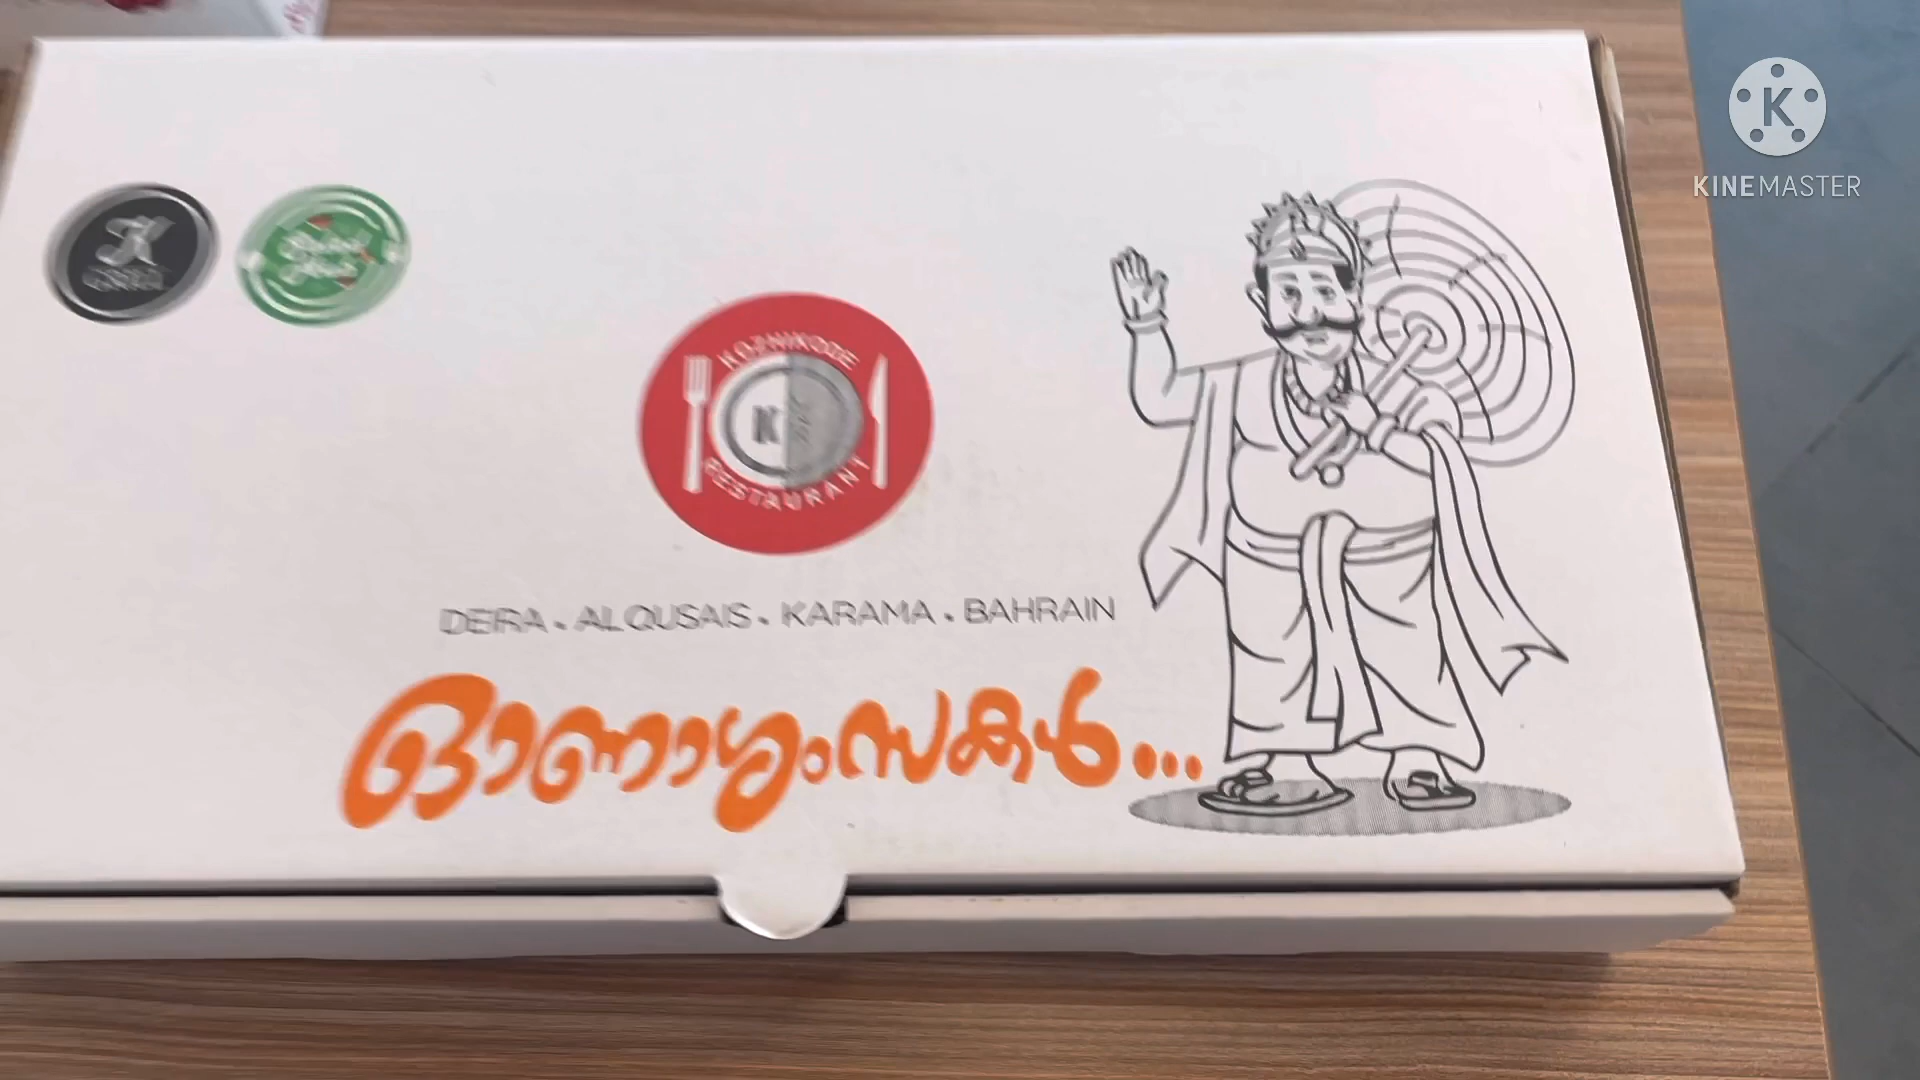 K
KINEMASTER
K
KOZHIKODE
K
RESTAURANT
DEIRA • ALQUSAIS • KARAMA • BAHRAIN
ഓണാശംസകൾ...